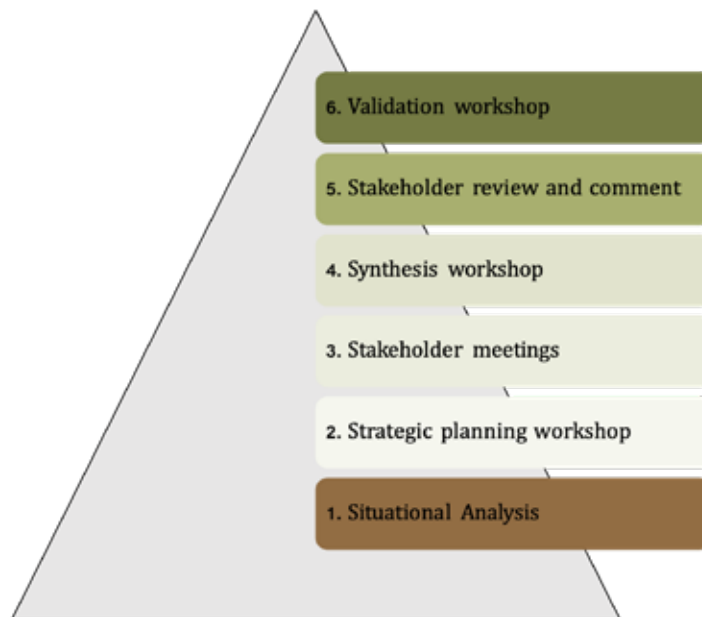 6. Validation workshop
5. Stakeholder review and comment
4. Synthesis workshop
3. Stakeholder meetings
2. Strategic planning workshop
1. Situational Analysis